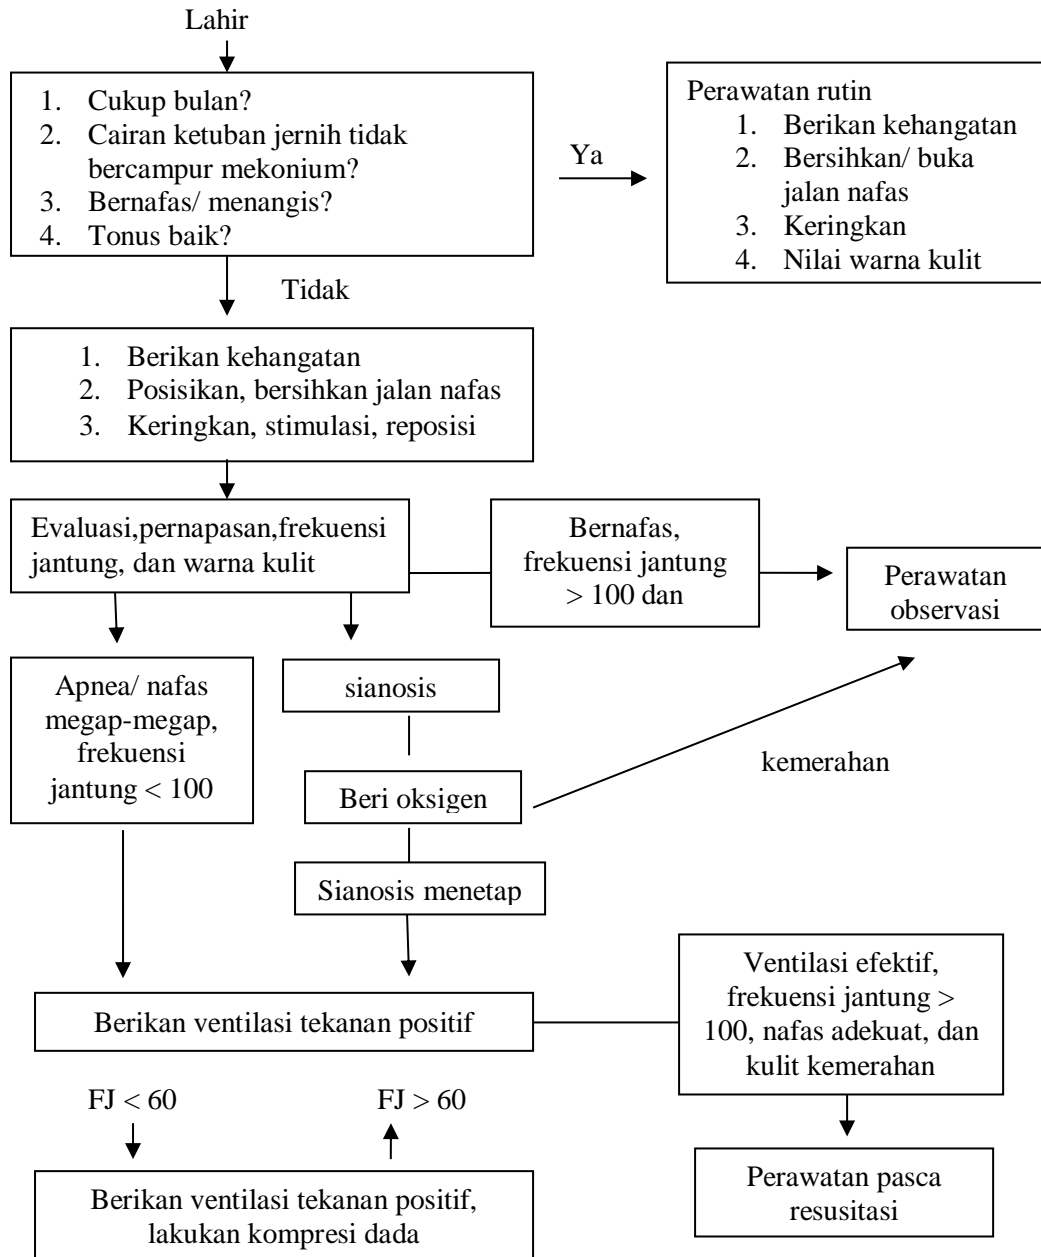 Lahir
1. Cukup bulan?
2. Cairan ketuban jernih tidak
bercampur mekonium?
3. Bernafas/ menangis?
4. Tonus baik?
Ya
Perawatan rutin
1. Berikan kehangatan
2. Bersihkan/ buka
jalan nafas
3. Keringkan
4. Nilai warna kulit
Tidak
1. Berikan kehangatan
2. Posisikan, bersihkan jalan nafas
3. Keringkan, stimulasi, reposisi
Evaluasi,pernapasan,frekuensi
jantung, dan warna kulit
Bernafas,
frekuensi jantung
> 100 dan
Perawatan
observasi
Apnea/ nafas
megap-megap,
frekuensi
jantung < 100
sianosis
kemerahan
Beri oksigen
Sianosis menetap
Berikan ventilasi tekanan positif
Ventilasi efektif,
frekuensi jantung >
100, nafas adekuat, dan
kulit kemerahan
FJ < 60
FJ > 60
Berikan ventilasi tekanan positif,
lakukan kompresi dada
Perawatan pasca
resusitasi